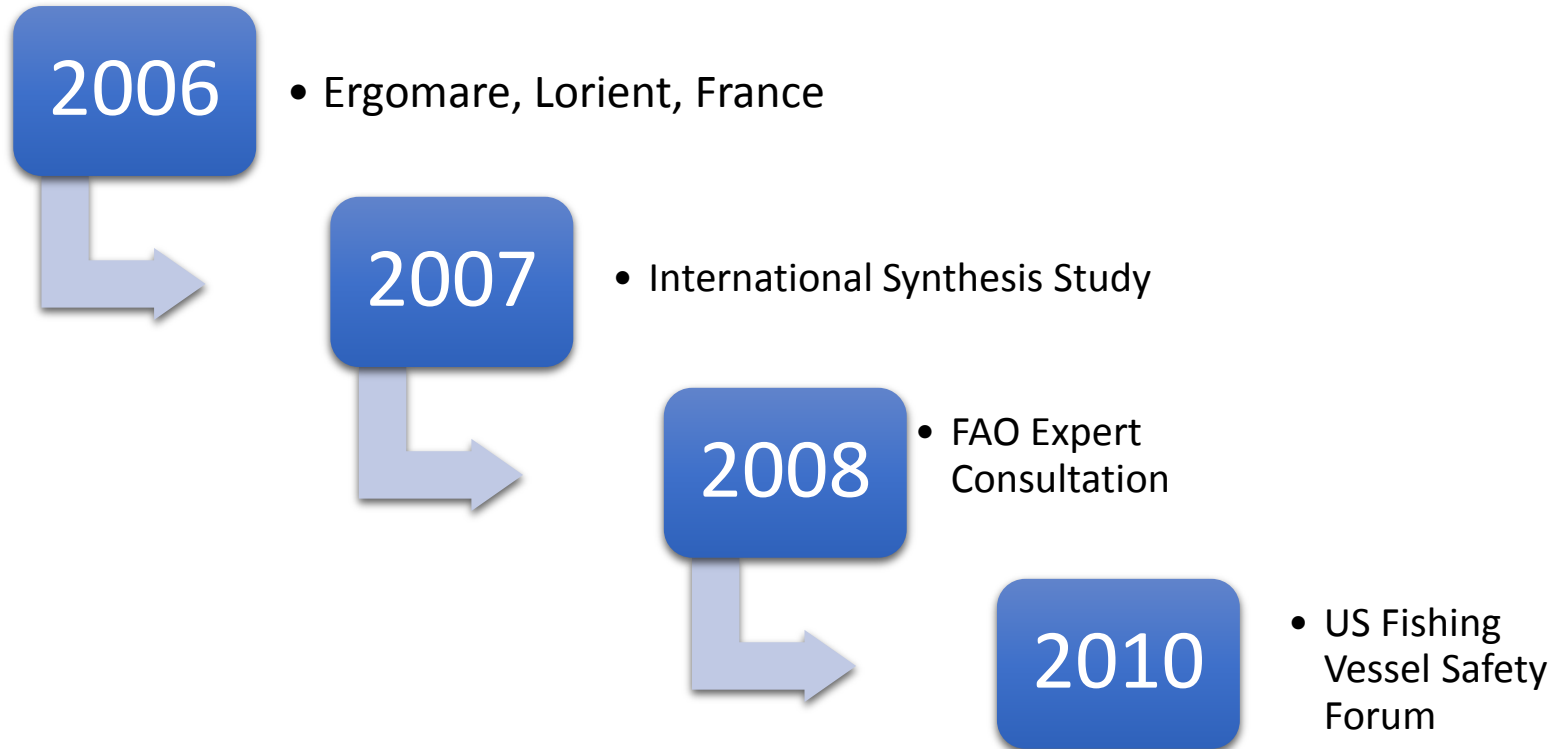 2006
• Ergomare, Lorient, France
2007
• International Synthesis Study
2008
• FAO Expert
Consultation
2010
• US Fishing
Vessel Safety
Forum